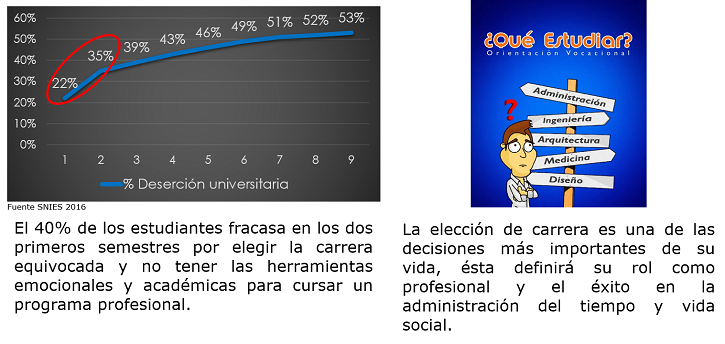 60%
50%
40%
30%
20%
10%
0%
22%
35%
39%
43%
46%
49%
51%
52%
53%
1 2 3 4 5 6 7 8 9
% Deserción universitaria
Fuente SNIES 2016
El 40% de los estudiantes fracasa en los dos
primeros semestres por elegir la carrera
equivocada y no tener las herramientas
emocionales y académicas para cursar un
programa profesional.
¿Qué Estudiar?
Orientación Vocacional
?
Administración
Ingeniería
Arquitectura
Medicina
Diseño
La elección de carrera es una de las
decisiones más importantes de su
vida, ésta definirá su rol como
profesional y el éxito en la
administración del tiempo y vida
social.